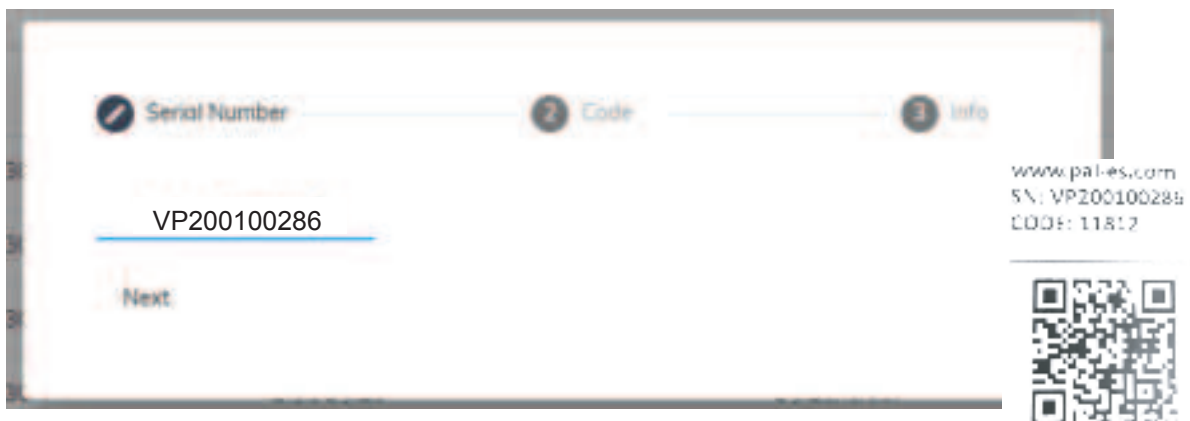 Serial Number
2 Code
3 Info
VP200100286
Next
www.pal-es.com
SN: VP200100286
CODE: 11812